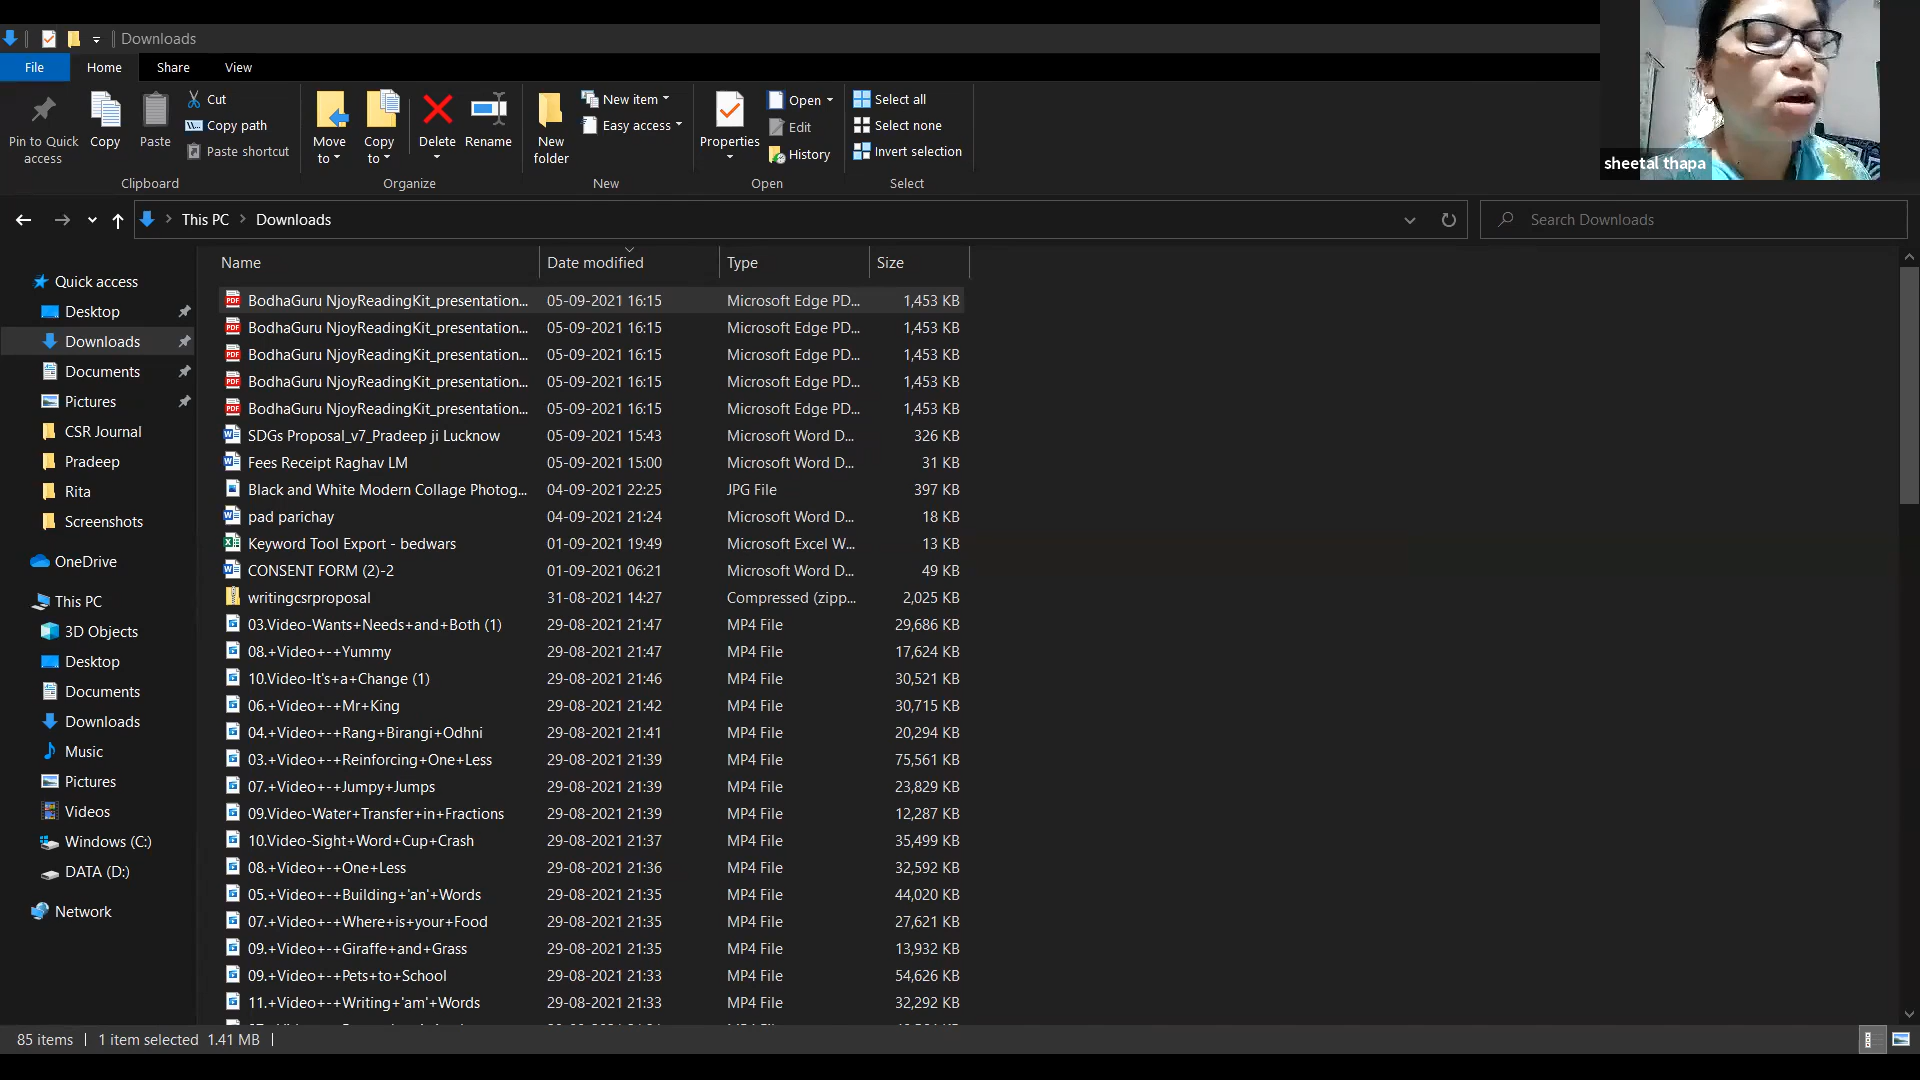 Downloads
File Home Share View
Pin to Quick access
Copy
Paste
Cut
Copy path
Paste shortcut
Clipboard
Move to
Copy to
Delete
Rename
Organize
New folder
New item
Easy access
New
Properties
Open
Edit
History
Open
Select all
Select none
Invert selection
Select
sheetal thapa
This PC Downloads
Search Downloads
Quick access
Desktop
Downloads
Documents
Pictures
CSR Journal
Pradeep
Rita
Screenshots
OneDrive
This PC
3D Objects
Desktop
Documents
Downloads
Music
Pictures
Videos
Windows (C:)
DATA (D:)
Network
Name Date modified Type Size
BodhaGuru NjoyReadingKit_presentation... 05-09-2021 16:15 Microsoft Edge PD... 1,453 KB
BodhaGuru NjoyReadingKit_presentation... 05-09-2021 16:15 Microsoft Edge PD... 1,453 KB
BodhaGuru NjoyReadingKit_presentation... 05-09-2021 16:15 Microsoft Edge PD... 1,453 KB
BodhaGuru NjoyReadingKit_presentation... 05-09-2021 16:15 Microsoft Edge PD... 1,453 KB
BodhaGuru NjoyReadingKit_presentation... 05-09-2021 16:15 Microsoft Edge PD... 1,453 KB
SDGs Proposal_v7_Pradeep ji Lucknow 05-09-2021 15:43 Microsoft Word D... 326 KB
Fees Receipt Raghav LM 05-09-2021 15:00 Microsoft Word D... 31 KB
Black and White Modern Collage Photog... 04-09-2021 22:25 JPG File 397 KB
pad parichay 04-09-2021 21:24 Microsoft Word D... 18 KB
Keyword Tool Export - bedwars 01-09-2021 19:49 Microsoft Excel W... 13 KB
CONSENT FORM (2)-2 01-09-2021 06:21 Microsoft Word D... 49 KB
writingcsrproposal 31-08-2021 14:27 Compressed (zipp... 2,025 KB
03.Video-Wants+Needs+and+Both (1) 29-08-2021 21:47 MP4 File 29,686 KB
08.+Video+-+Yummy 29-08-2021 21:47 MP4 File 17,624 KB
10.Video-It's+a+Change (1) 29-08-2021 21:46 MP4 File 30,521 KB
06.+Video+-+Mr+King 29-08-2021 21:42 MP4 File 30,715 KB
04.+Video+-+Rang+Birangi+Odhni 29-08-2021 21:41 MP4 File 20,294 KB
03.+Video+-+Reinforcing+One+Less 29-08-2021 21:39 MP4 File 75,561 KB
07.+Video+-+Jumpy+Jumps 29-08-2021 21:39 MP4 File 23,829 KB
09.Video-Water+Transfer+in+Fractions 29-08-2021 21:39 MP4 File 12,287 KB
10.Video-Sight+Word+Cup+Crash 29-08-2021 21:37 MP4 File 35,499 KB
08.+Video+-+One+Less 29-08-2021 21:36 MP4 File 32,592 KB
05.+Video+-+Building+'an'+Words 29-08-2021 21:35 MP4 File 44,020 KB
07.+Video+-+Where+is+your+Food 29-08-2021 21:35 MP4 File 27,621 KB
09.+Video+-+Giraffe+and+Grass 29-08-2021 21:35 MP4 File 13,932 KB
09.+Video+-+Pets+to+School 29-08-2021 21:33 MP4 File 54,626 KB
11.+Video+-+Writing+'am'+Words 29-08-2021 21:33 MP4 File 32,292 KB
85 items 1 item selected 1.41 MB